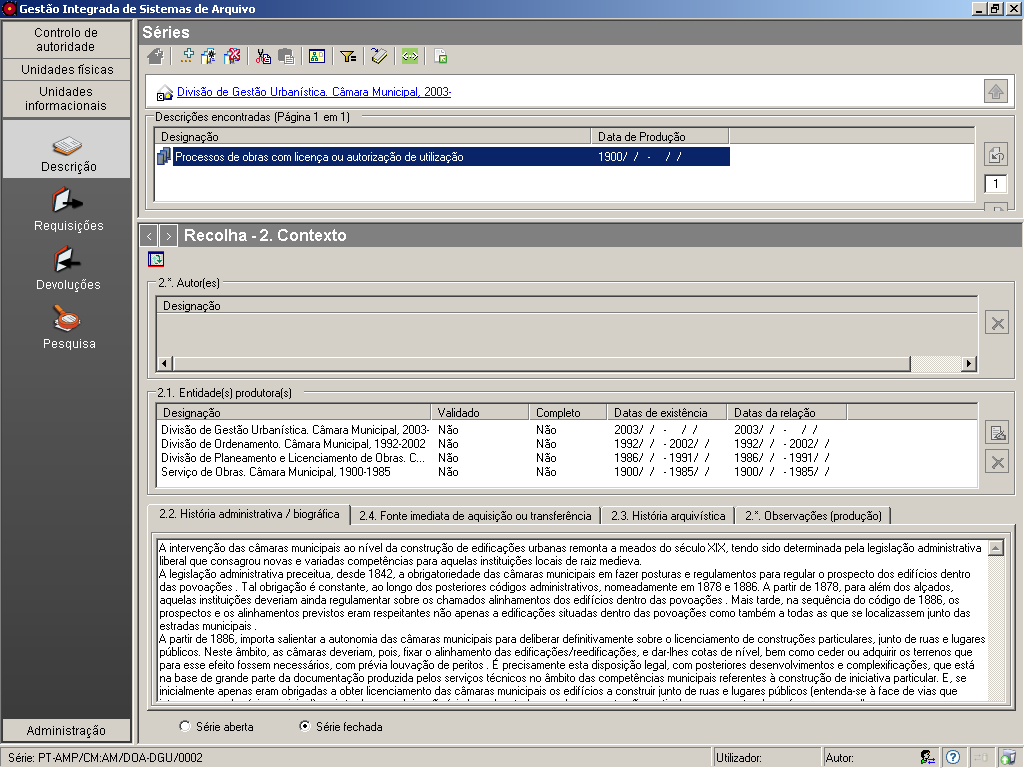 Gestão Integrada de Sistemas de Arquivo
Controlo de
autoridade
Unidades físicas
Unidades
informacionais
Descrição
Requisições
Devoluções
Pesquisa
Administração
Séries
Divisão de Gestão Urbanística. Câmara Municipal, 2003-
Descrições encontradas (Página 1 em 1)
Designação Data de Produção
Processos de obras com licença ou autorização de utilização 1900/ / - / /
1
< > Recolha - 2. Contexto
2.*. Autor(es)
Designação
2.1. Entidade(s) produtora(s)
Designação Validado Completo Datas de existência Datas da relação
Divisão de Gestão Urbanística. Câmara Municipal, 2003- Não Não 2003/ / - / / 2003/ / - / /
Divisão de Ordenamento. Câmara Municipal, 1992-2002 Não Não 1992/ / - 2002/ / 1992/ / - 2002/ /
Divisão de Planeamento e Licenciamento de Obras. C... Não Não 1986/ / - 1991/ / 1986/ / - 1991/ /
Serviço de Obras. Câmara Municipal, 1900-1985 Não Não 1900/ / - 1985/ / 1900/ / - 1985/ /
2.2. História administrativa / biográfica 2.4. Fonte imediata de aquisição ou transferência 2.3. História arquivística 2.*. Observações (produção)
A intervenção das câmaras municipais ao nível da construção de edificações urbanas remonta a meados do século XIX, tendo sido determinada pela legislação administrativa
liberal que consagrou novas e variadas competências para aquelas instituições locais de raiz medieva.
A legislação administrativa preceitua, desde 1842, a obrigatoriedade das câmaras municipais em fazer posturas e regulamentos para regular o prospecto dos edifícios dentro
das povoações . Tal obrigação é constante, ao longo dos posteriores códigos administrativos, nomeadamente em 1878 e 1886. A partir de 1878, para além dos alçados,
aquelas instituições deveriam ainda regulamentar sobre os chamados alinhamentos dos edifícios dentro das povoações . Mais tarde, na sequência do código de 1886, os
prospectos e os alinhamentos previstos eram respeitantes não apenas a edificações situadas dentro das povoações como também a todas as que se localizassem junto das
estradas municipais .
A partir de 1886, importa salientar a autonomia das câmaras municipais para deliberar definitivamente sobre o licenciamento de construções particulares, junto de ruas e lugares
públicos. Neste âmbito, as câmaras deveriam, pois, fixar o alinhamento das edificações/reedificações, e dar-lhes cotas de nível, bem como ceder ou adquirir os terrenos que
para esse efeito fossem necessários, com prévia louvação de peritos . É precisamente esta disposição legal, com posteriores desenvolvimentos e complexificações, que está
na base de grande parte da documentação produzida pelos serviços técnicos no âmbito das competências municipais referentes à construção de iniciativa particular. E, se
inicialmente apenas eram obrigadas a obter licenciamento das câmaras municipais os edifícios a construir junto de ruas e lugares públicos (entenda-se à face de vias que
Série aberta Série fechada
Série: PT-AMP/CM:AM/DOA-DGU/0002 Utilizador: Autor: